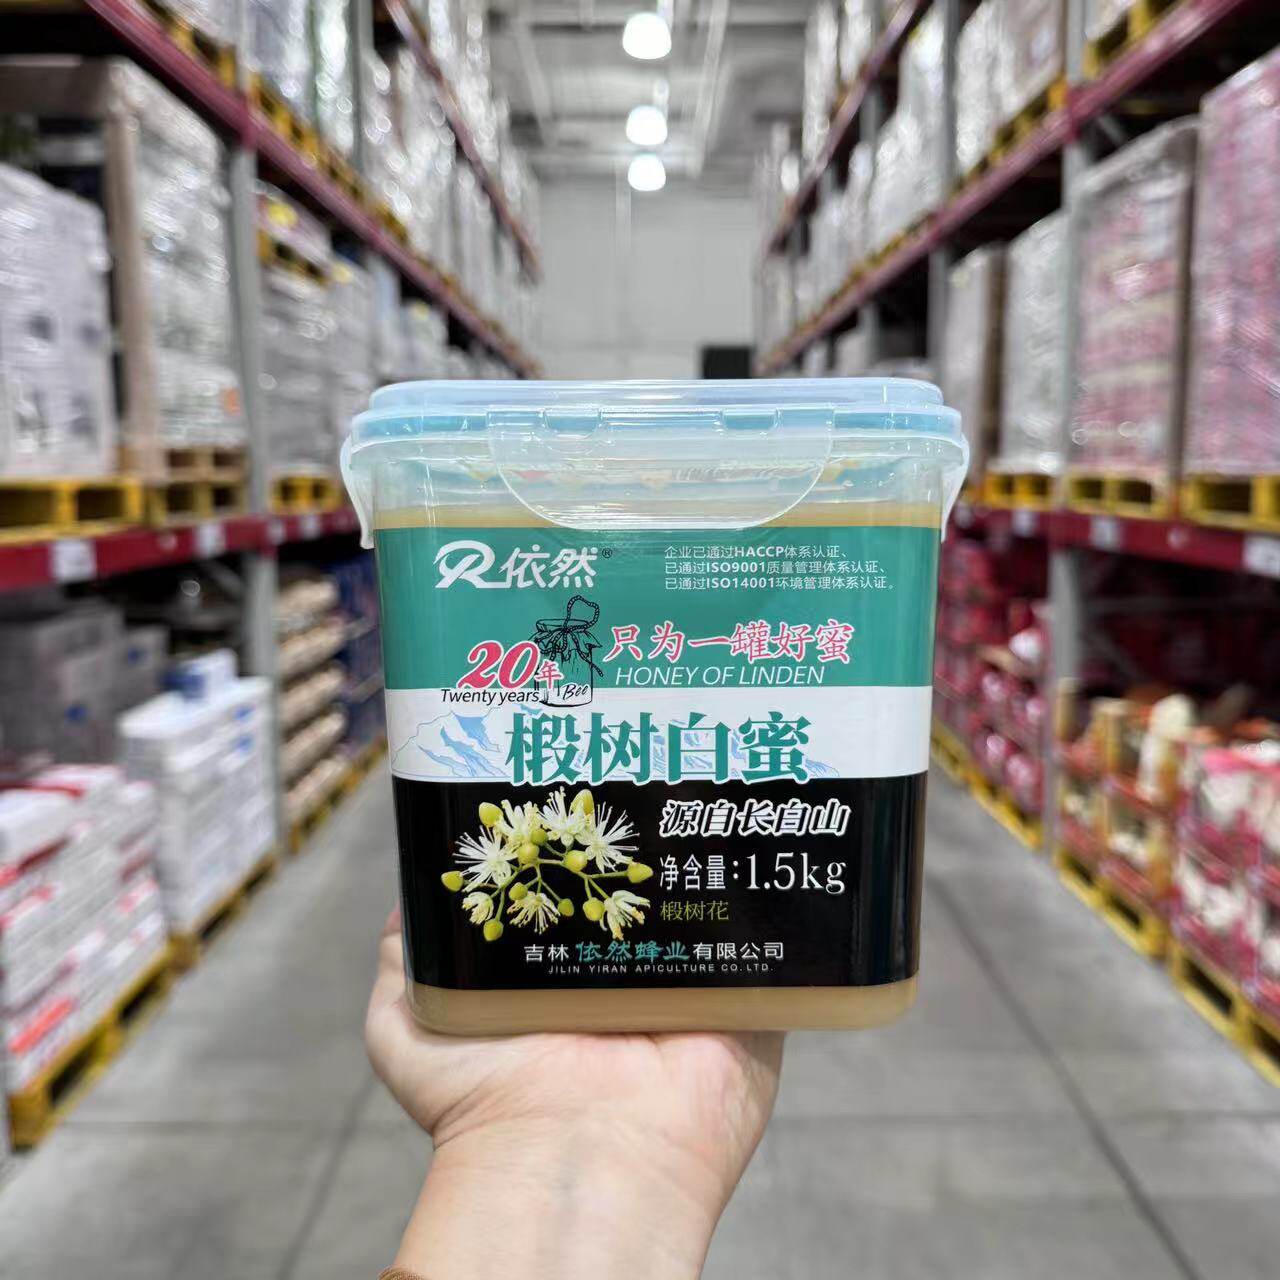 R依然®
企业已通过HACCP体系认证、
已通过ISO9001质量管理体系认证、
已通过ISO14001环境管理体系认证。
20年
Twenty years
Bee
只为一罐好蜜
HONEY OF LINDEN
椴树白蜜
源自长白山
净含量:1.5kg
椴树花
吉林依然蜂业有限公司
JILIN YIRAN APICULTURE CO.LTD.